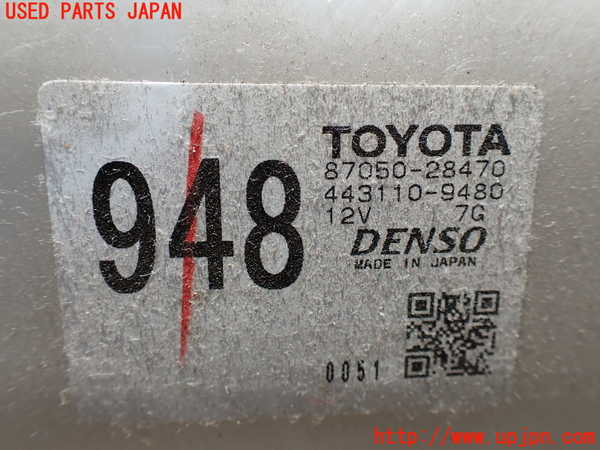 USED PARTS JAPAN
948
TOYOTA
87050-28470
443110-9480
12V 7G
DENSO
MADE IN JAPAN
0051
http://www.upjpn.com